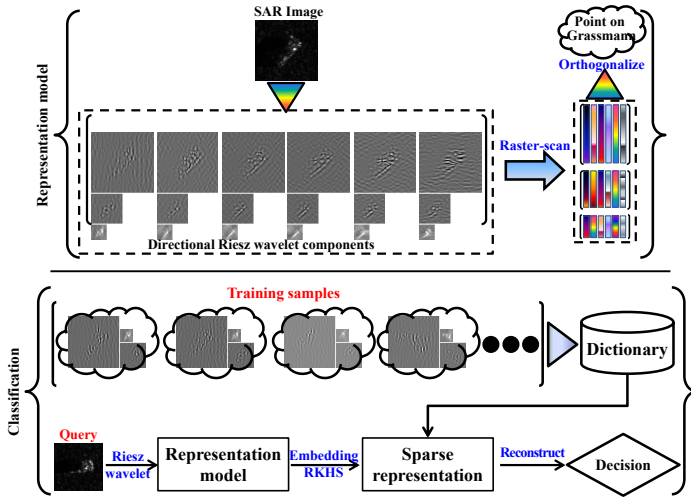 SAR Image
Point on
Grassmann
Orthogonalize
Representation model
Raster-scan
Directional Riesz wavelet components
Classification
Training samples
Dictionary
Query
Riesz
wavelet
Representation
model
Embedding
RKHS
Sparse
representation
Reconstruct
Decision